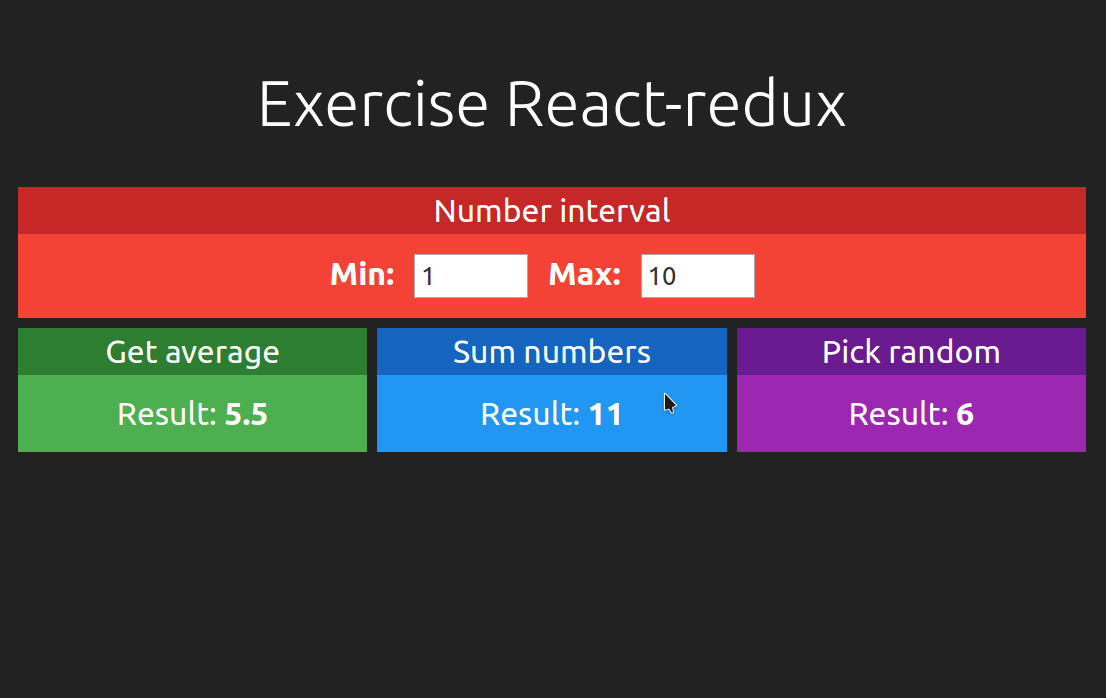 Exercise React-redux
Number interval
Min: 1 Max: 10
Get average
Result: 5.5
Sum numbers
Result: 11
Pick random
Result: 6